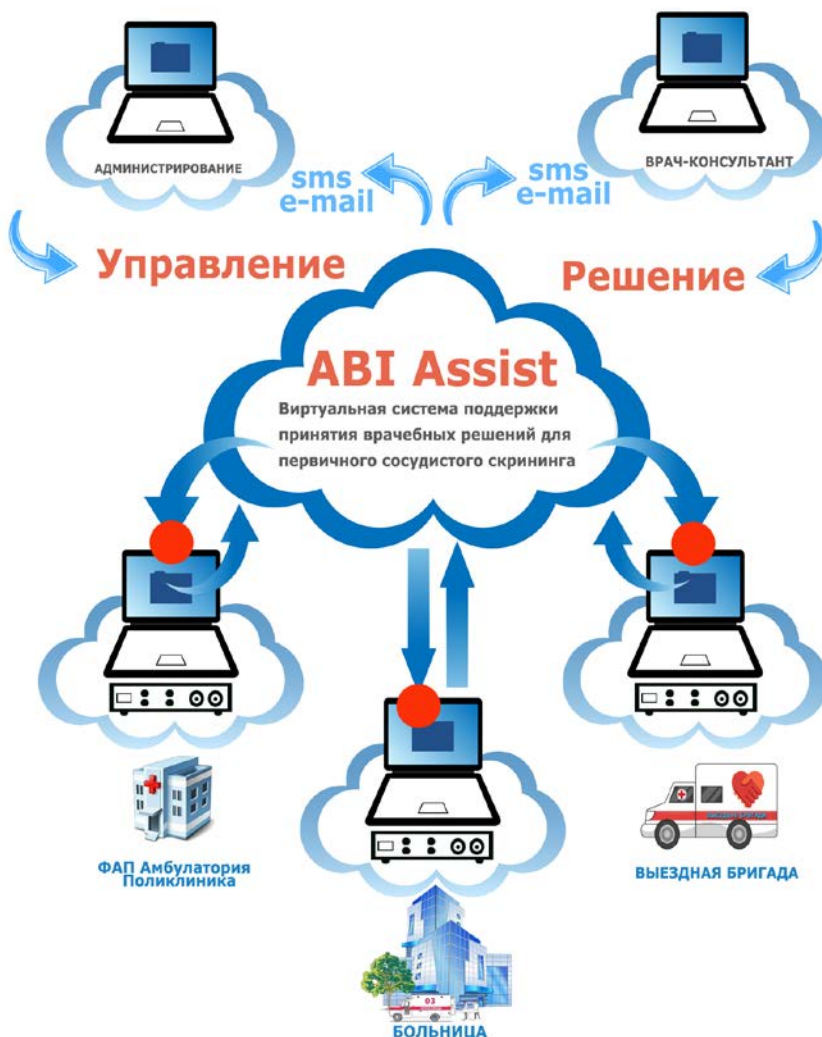 АДМИНИСТРИРОВАНИЕ
ВРАЧ-КОНСУЛЬТАНТ
sms
e-mail
sms
e-mail
Управление
Решение
ABI Assist
Виртуальная система поддержки
принятия врачебных решений для
первичного сосудистого скрининга
ФАП Амбулатория
Поликлиника
ВЫЕЗДНАЯ БРИГАДА
03
БОЛЬНИЦА